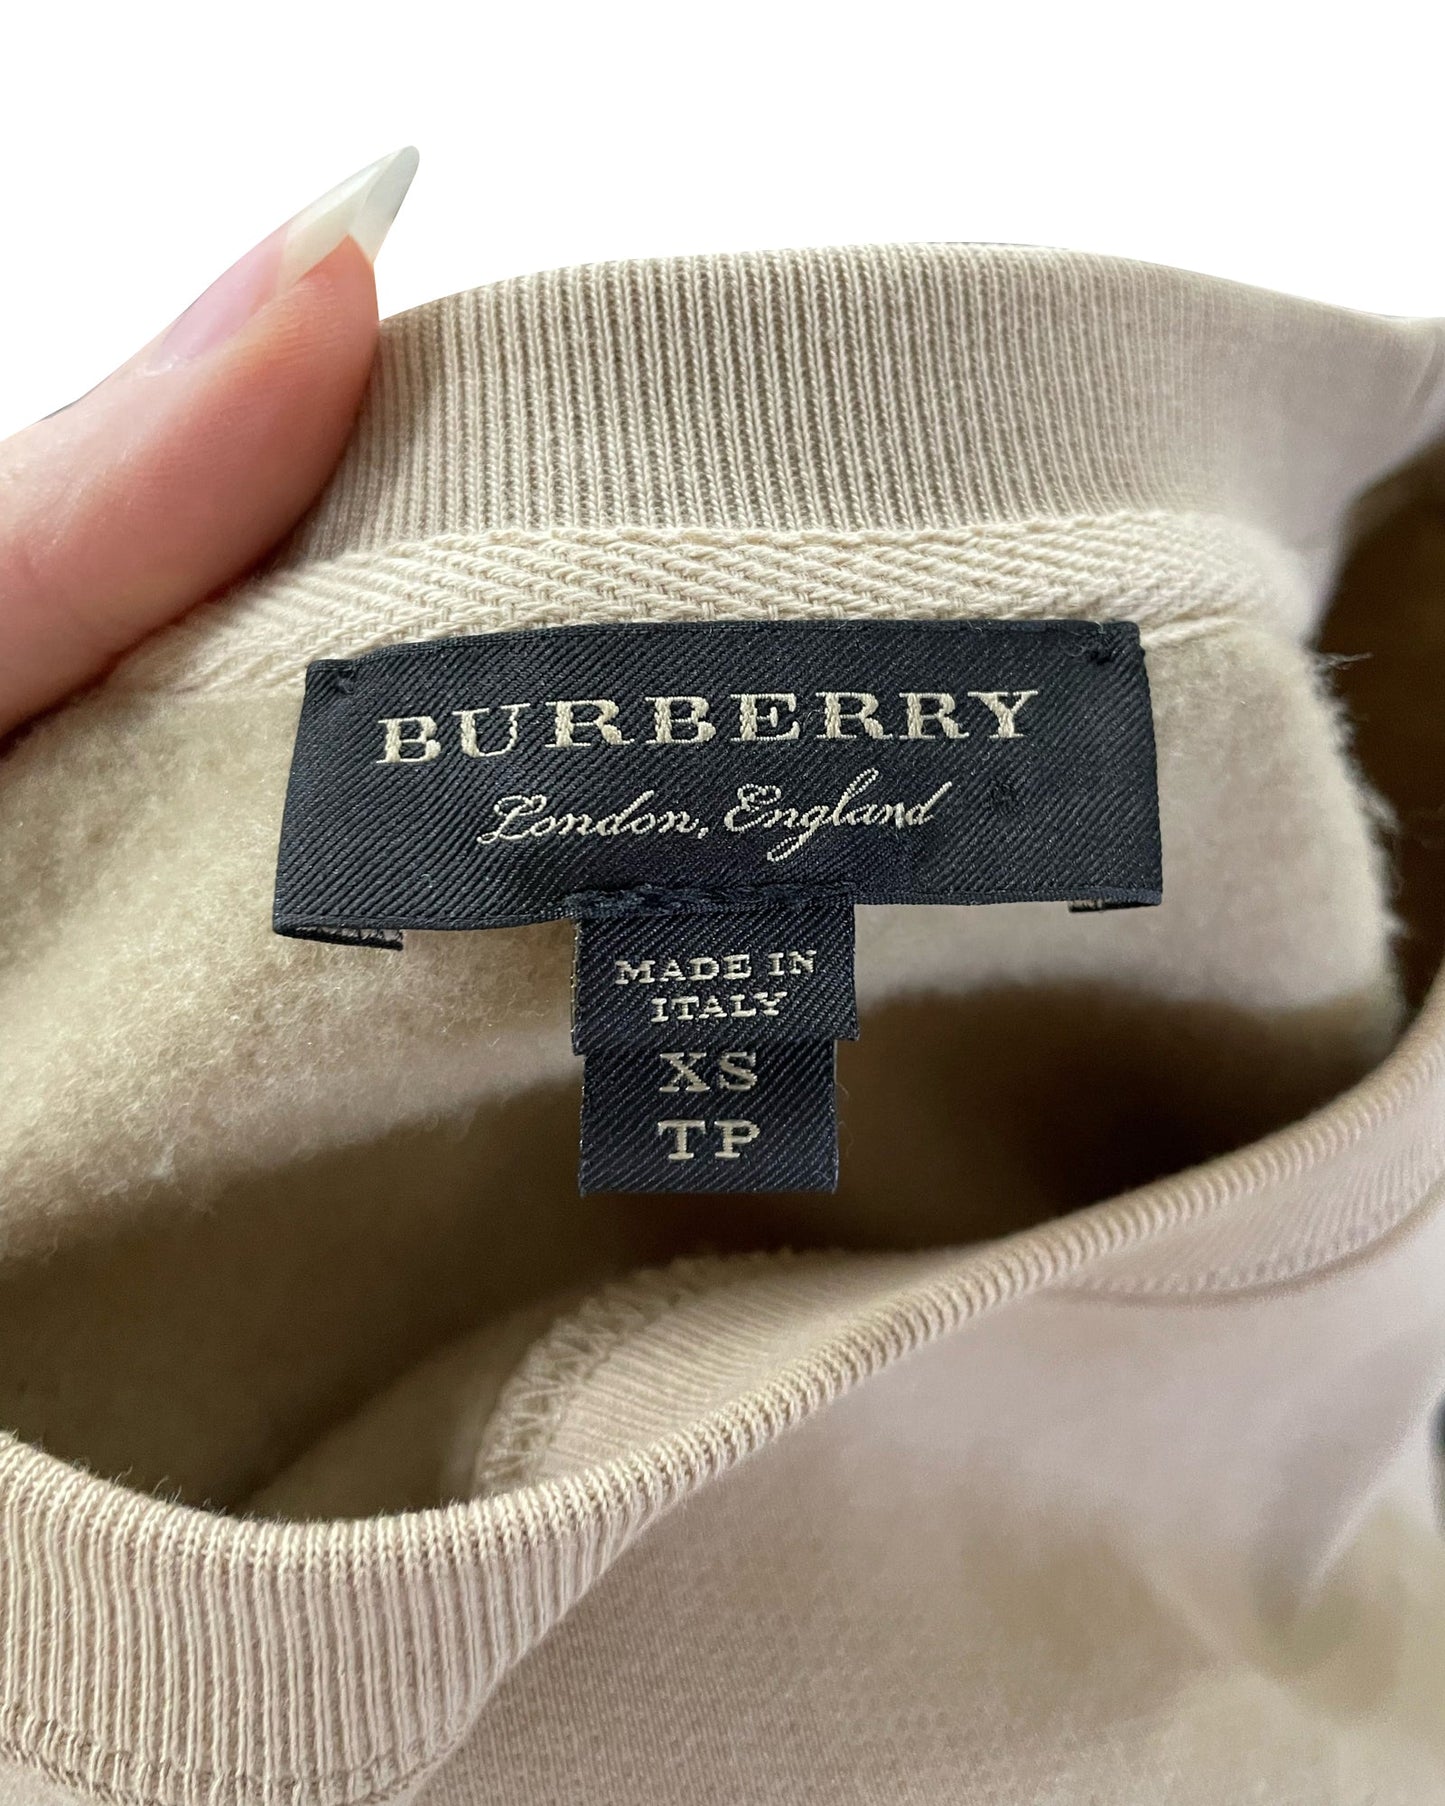 BURBERRY
London, England
MADE IN
ITALY
XS
TP